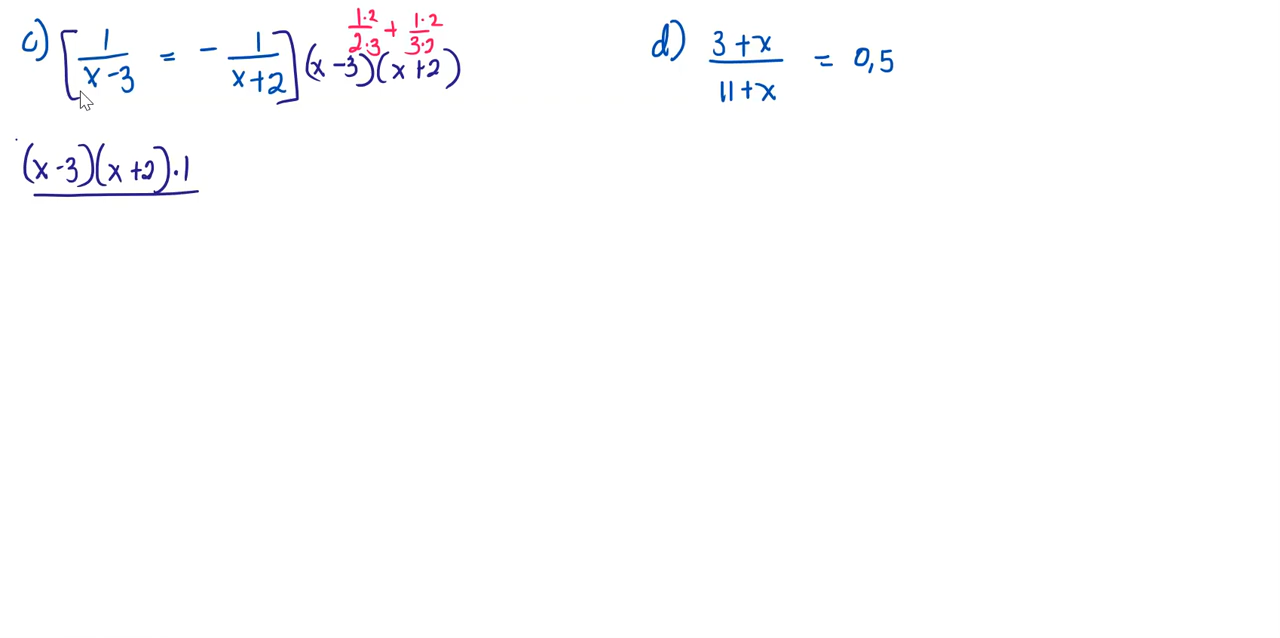 c) [ 1/(x-3) = - 1/(x+2) ] (x-3)(x+2)
1·2/2·3 + 1·2/3·2
(x-3)(x+2)·1
d) (3+x)/(11+x) = 0,5